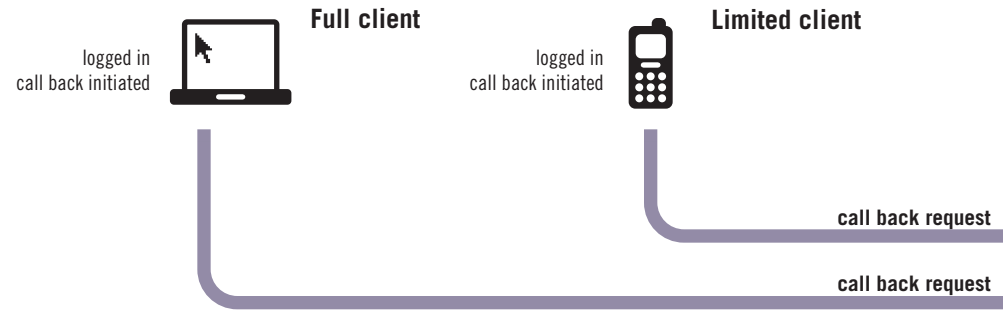 Full client
logged in
call back initiated
Limited client
logged in
call back initiated
call back request
call back request